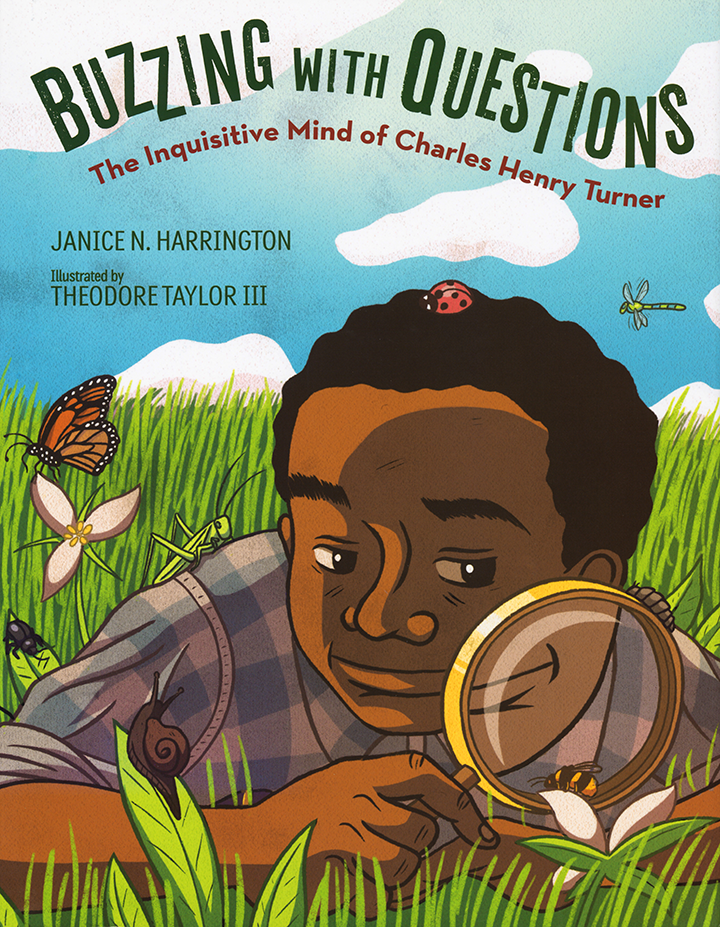 BUZZING WITH QUESTIONS
The Inquisitive Mind of Charles Henry Turner
JANICE N. HARRINGTON
Illustrated by
THEODORE TAYLOR III